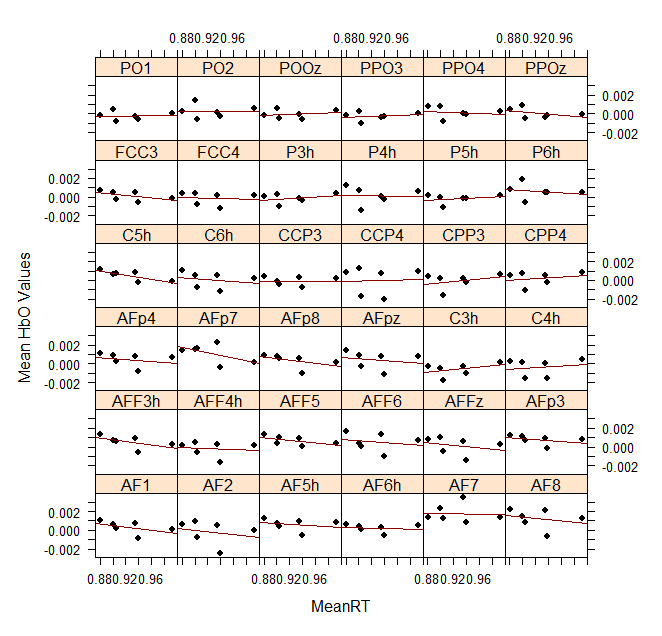 0.880.920.96 0.880.920.96 0.880.920.96
PO1 PO2 POOz PPO3 PPO4 PPOz
0.002
0.000
-0.002
FCC3 FCC4 P3h P4h P5h P6h
0.002
0.000
-0.002
C5h C6h CCP3 CCP4 CPP3 CPP4
0.002
0.000
-0.002
AFp4 AFp7 AFp8 AFpz C3h C4h
0.002
0.000
-0.002
AFF3h AFF4h AFF5 AFF6 AFFz AFp3
0.002
0.000
-0.002
AF1 AF2 AF5h AF6h AF7 AF8
0.002
0.000
-0.002
0.880.920.96 0.880.920.96 0.880.920.96
Mean HbO Values
MeanRT